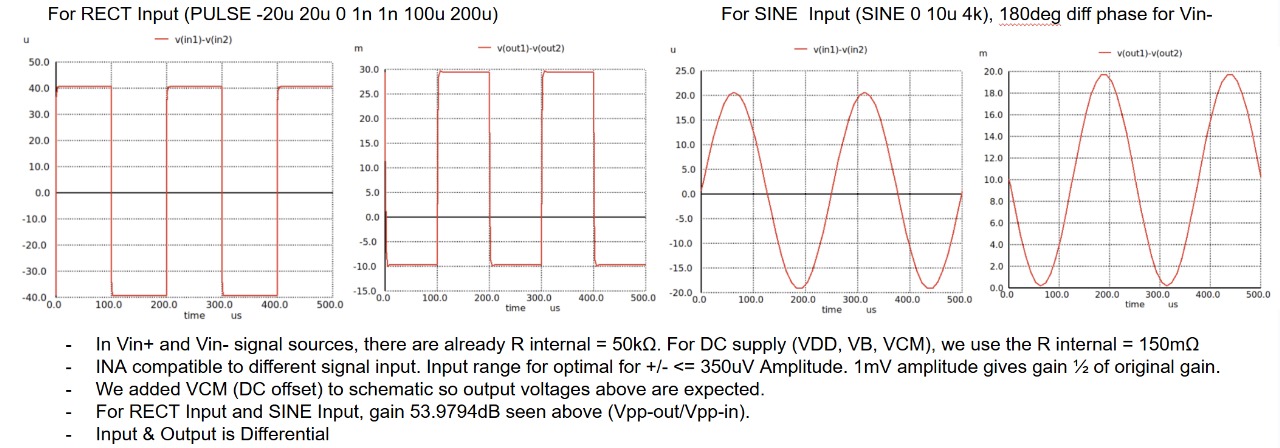 For RECT Input (PULSE -20u 20u 0 1n 1n 100u 200u)
For SINE Input (SINE 0 10u 4k), 180deg diff phase for Vin-
u
v(in1)-v(in2)
50.0
40.0
30.0
20.0
10.0
0.0
-10.0
-20.0
-30.0
-40.0
0.0 100.0 200.0 300.0 400.0 500.0
time us
m
v(out1)-v(out2)
30.0
25.0
20.0
15.0
10.0
5.0
0.0
-5.0
-10.0
-15.0
0.0 100.0 200.0 300.0 400.0 500.0
time us
u
v(in1)-v(in2)
25.0
20.0
15.0
10.0
5.0
0.0
-5.0
-10.0
-15.0
-20.0
0.0 100.0 200.0 300.0 400.0 500.0
time us
m
v(out1)-v(out2)
20.0
18.0
16.0
14.0
12.0
10.0
8.0
6.0
4.0
2.0
0.0
0.0 100.0 200.0 300.0 400.0 500.0
time us
- In Vin+ and Vin- signal sources, there are already R internal = 50kΩ. For DC supply (VDD, VB, VCM), we use the R internal = 150mΩ
- INA compatible to different signal input. Input range for optimal for +/- <= 350uV Amplitude. 1mV amplitude gives gain ½ of original gain.
- We added VCM (DC offset) to schematic so output voltages above are expected.
- For RECT Input and SINE Input, gain 53.9794dB seen above (Vpp-out/Vpp-in).
- Input & Output is Differential